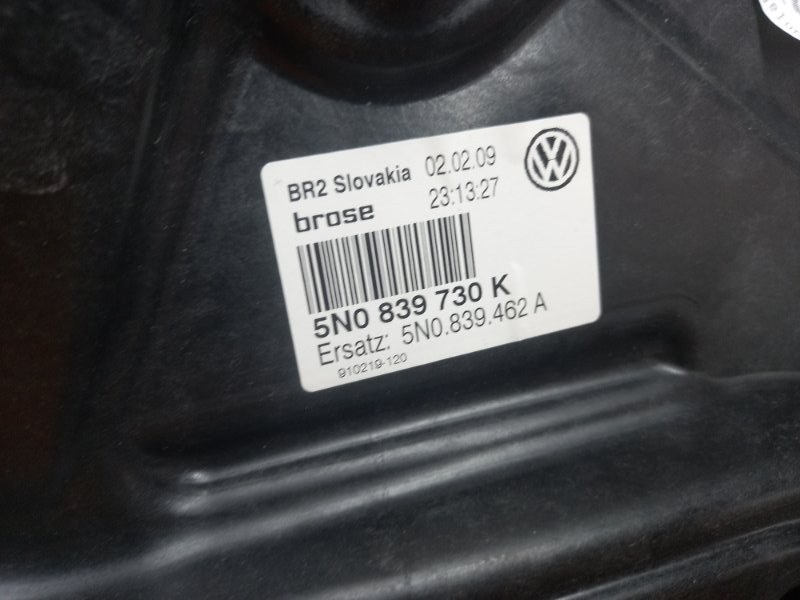 BR2 Slovakia 02.02.09
brose 23:13:27
5N0 839 730 K
Ersatz: 5N0.839.462 A
910219-120